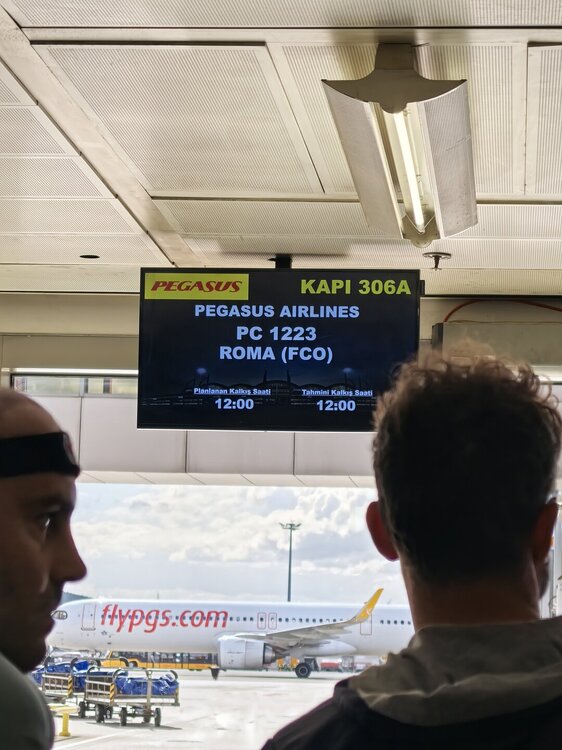 PEGASUS
KAPI 306A
PEGASUS AIRLINES
PC 1223
ROMA (FCO)
Planlanan Kalkış Saati
Tahmini Kalkış Saati
12:00
12:00
flypgs.com